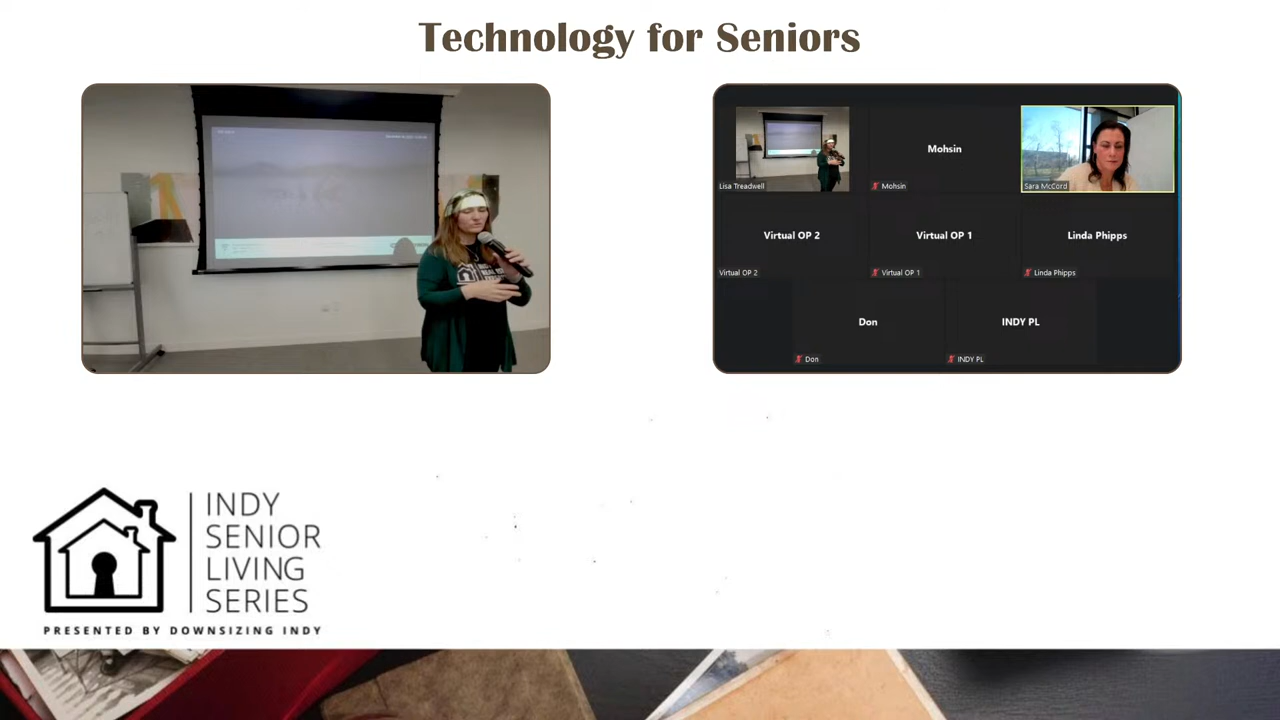 Technology for Seniors
Lisa Treadwell
Mohsin
Mohsin
Sara McCord
Virtual OP 2
Virtual OP 2
Virtual OP 1
Virtual OP 1
Linda Phipps
Linda Phipps
Don
Don
INDY PL
INDY PL
INDY
SENIOR
LIVING
SERIES
PRESENTED BY DOWNSIZING INDY